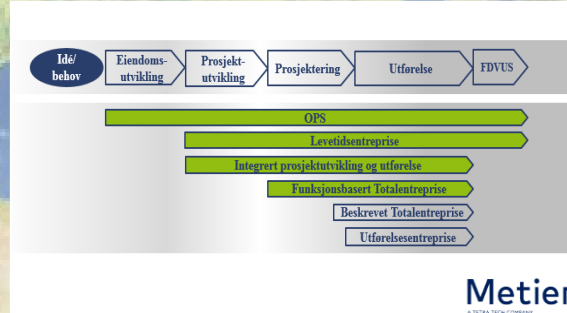 Idé/
behov
Eiendoms-
utvikling
Prosjekt-
utvikling
Prosjektering
Utførelse
FDVUS
OPS
Levetidsentreprise
Integrert prosjektutvikling og utførelse
Funksjonsbasert Totalentreprise
Beskrevet Totalentreprise
Utførelsesentreprise
Metier
A TETRA TECH COMPANY